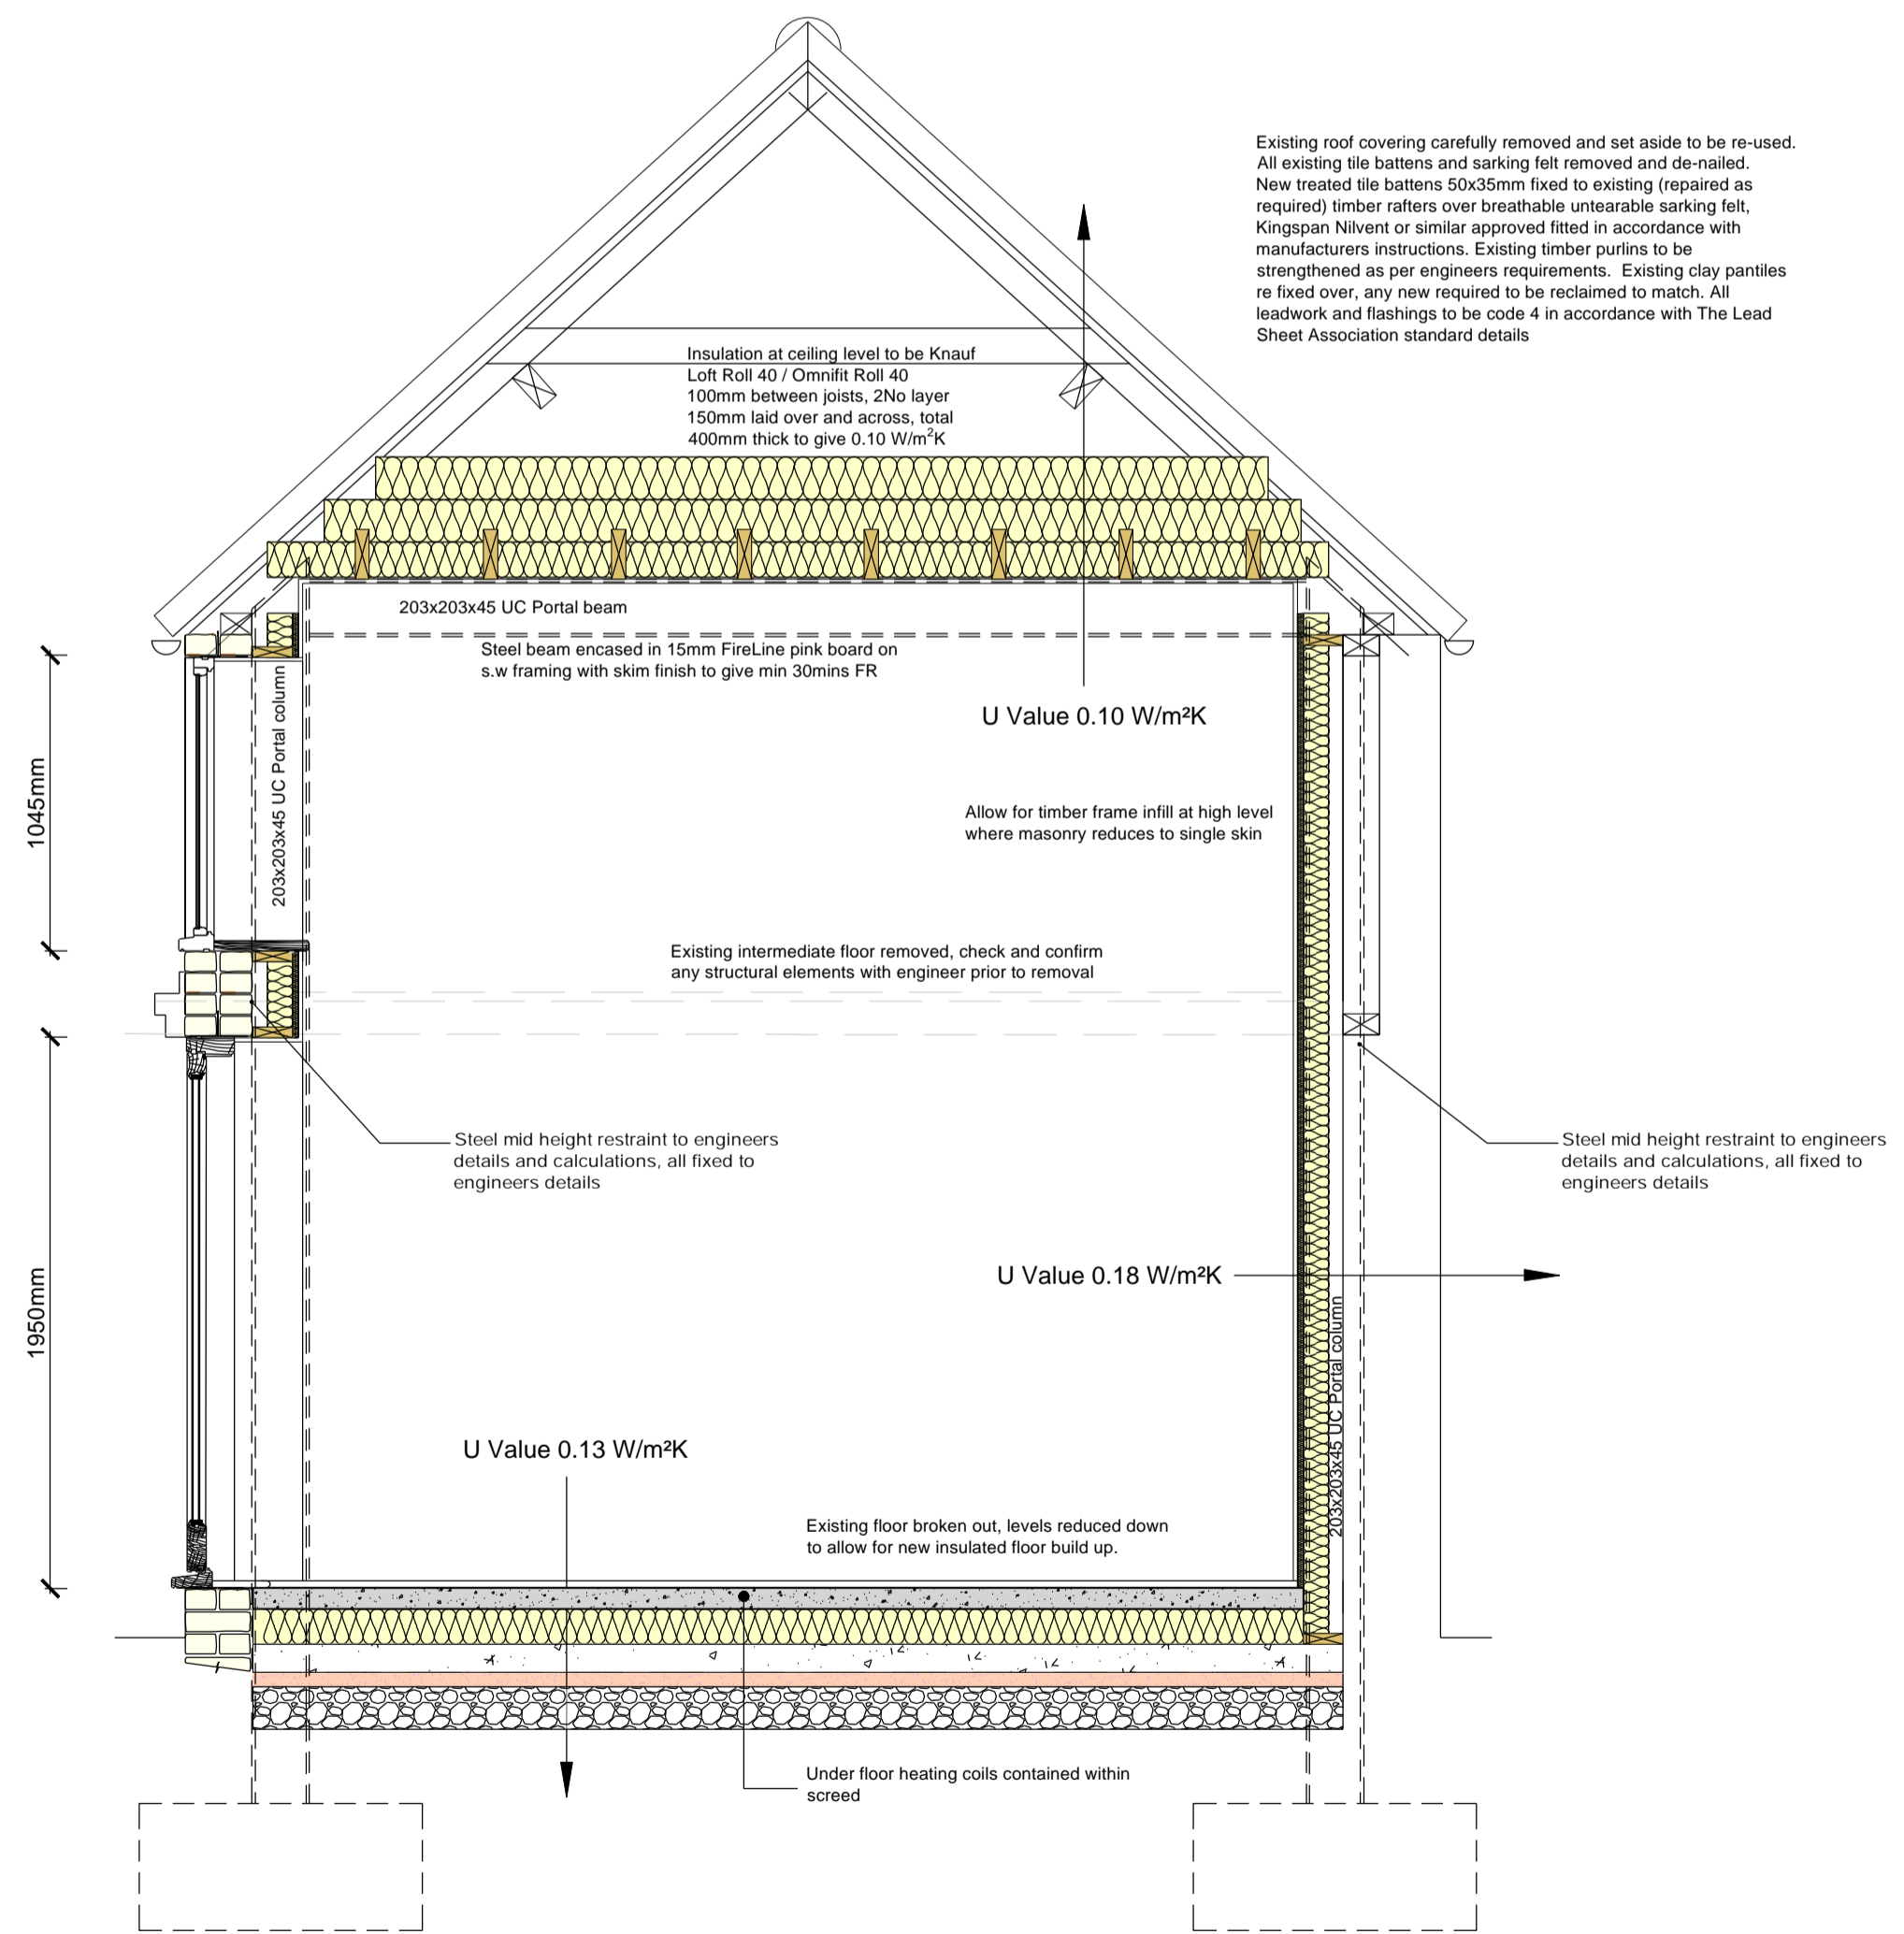 Existing roof covering carefully removed and set aside to be re-used.
All existing tile battens and sarking felt removed and de-nailed.
New treated tile battens 50x35mm fixed to existing (repaired as
required) timber rafters over breathable untearable sarking felt,
Kingspan Nilvent or similar approved fitted in accordance with
manufacturers instructions. Existing timber purlins to be
strengthened as per engineers requirements. Existing clay pantiles
re fixed over, any new required to be reclaimed to match. All
leadwork and flashings to be code 4 in accordance with The Lead
Sheet Association standard details
Insulation at ceiling level to be Knauf
Loft Roll 40 / Omnifit Roll 40
100mm between joists, 2No layer
150mm laid over and across, total
400mm thick to give 0.10 W/m²K
203x203x45 UC Portal beam
Steel beam encased in 15mm FireLine pink board on
s.w framing with skim finish to give min 30mins FR
203x203x45 UC Portal column
U Value 0.10 W/m²K
1045mm
Allow for timber frame infill at high level
where masonry reduces to single skin
Existing intermediate floor removed, check and confirm
any structural elements with engineer prior to removal
Steel mid height restraint to engineers
details and calculations, all fixed to
engineers details
Steel mid height restraint to engineers
details and calculations, all fixed to
engineers details
U Value 0.18 W/m²K
1950mm
203x203x45 UC Portal column
U Value 0.13 W/m²K
Existing floor broken out, levels reduced down
to allow for new insulated floor build up.
Under floor heating coils contained within
screed